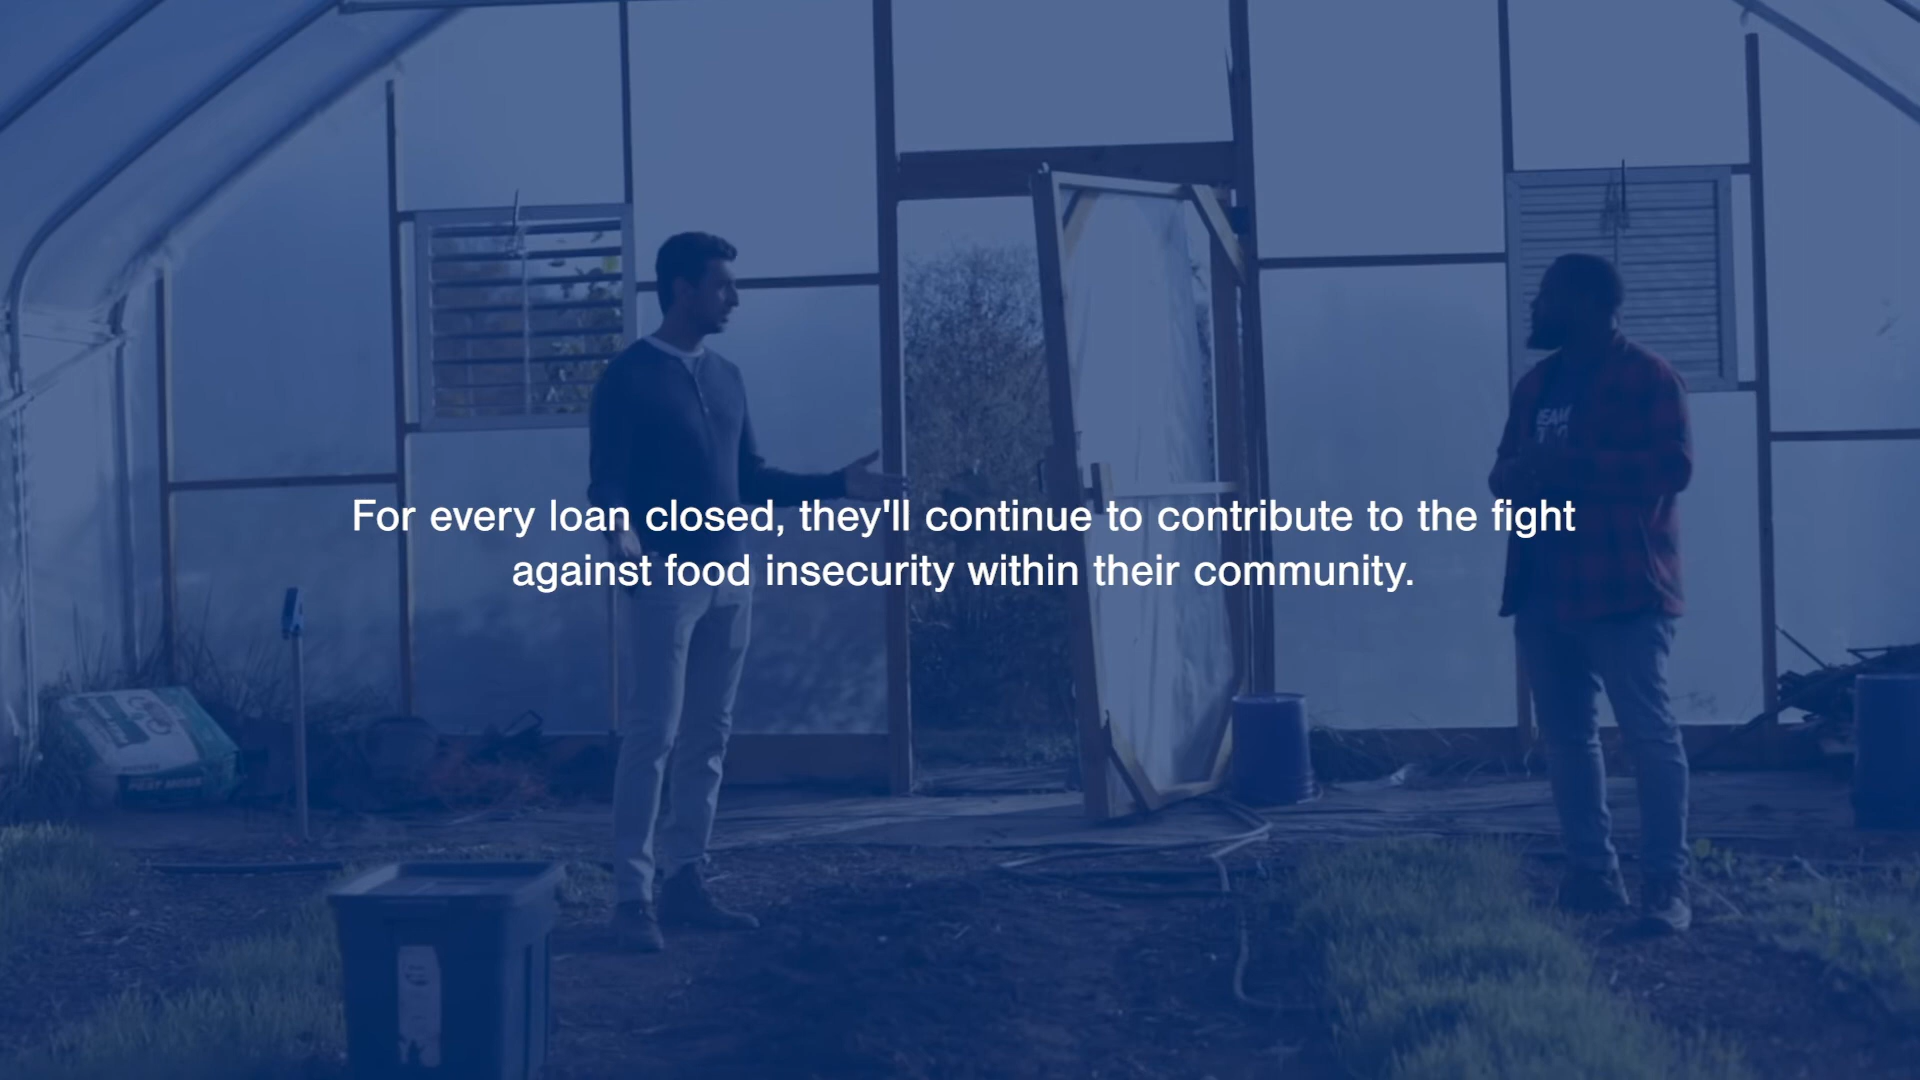 For every loan closed, they'll continue to contribute to the fight
against food insecurity within their community.